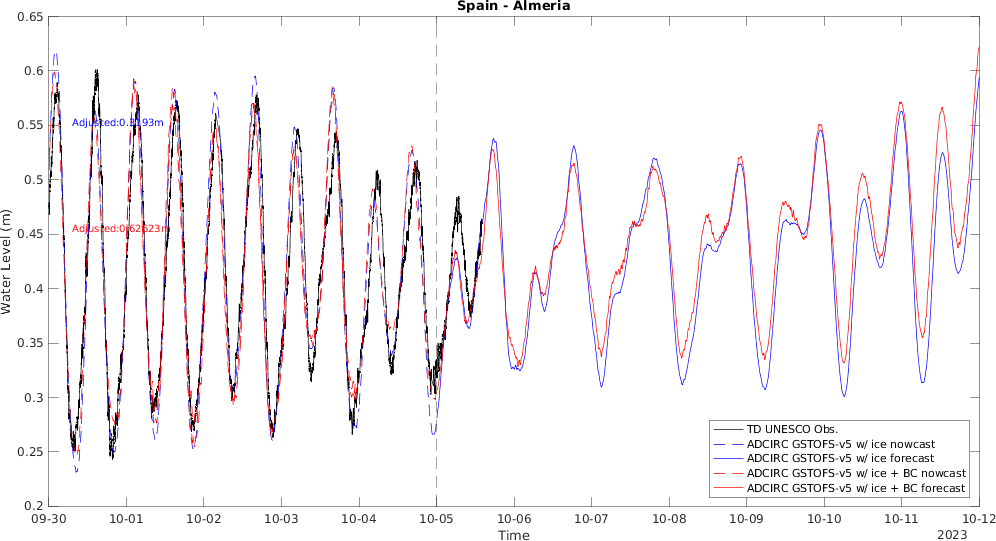 Spain - Almeria
0.65
0.6
0.55
0.5
0.45
0.4
0.35
0.3
0.25
0.2
Water Level (m)
Adjusted:0.3193m
Adjusted:0.62623m
TD UNESCO Obs.
ADCIRC GSTOFS-v5 w/ ice nowcast
ADCIRC GSTOFS-v5 w/ ice forecast
ADCIRC GSTOFS-v5 w/ ice + BC nowcast
ADCIRC GSTOFS-v5 w/ ice + BC forecast
09-30 10-01 10-02 10-03 10-04 10-05 10-06 10-07 10-08 10-09 10-10 10-11 10-12
Time
2023